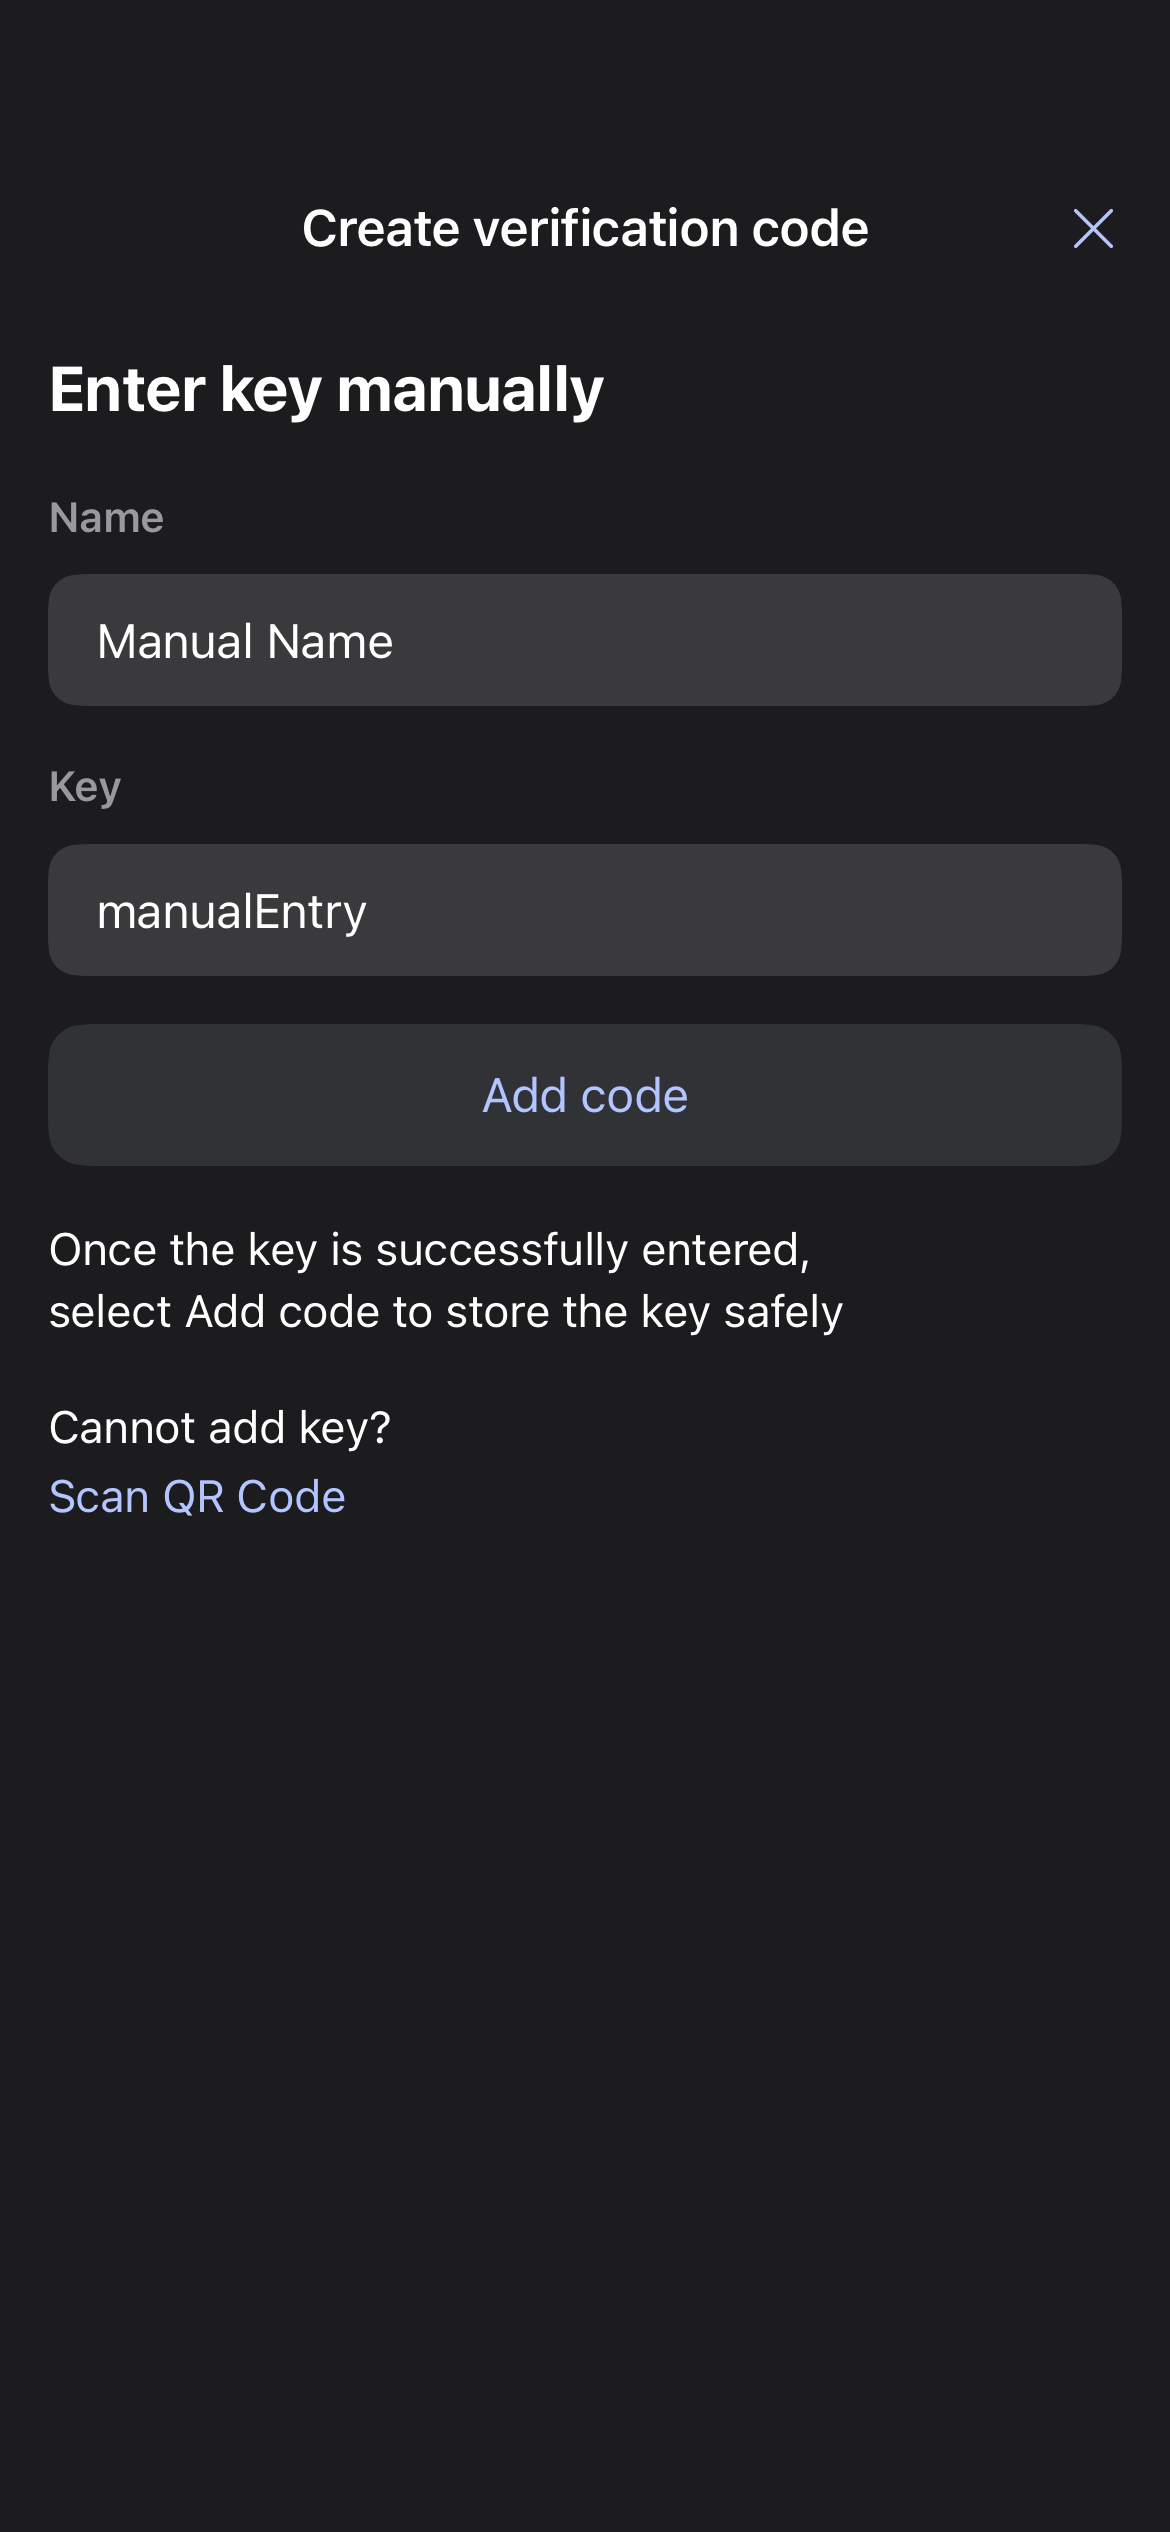 Create verification code
Enter key manually
Name
Manual Name
Key
manualEntry
Add code
Once the key is successfully entered,
select Add code to store the key safely
Cannot add key?
Scan QR Code